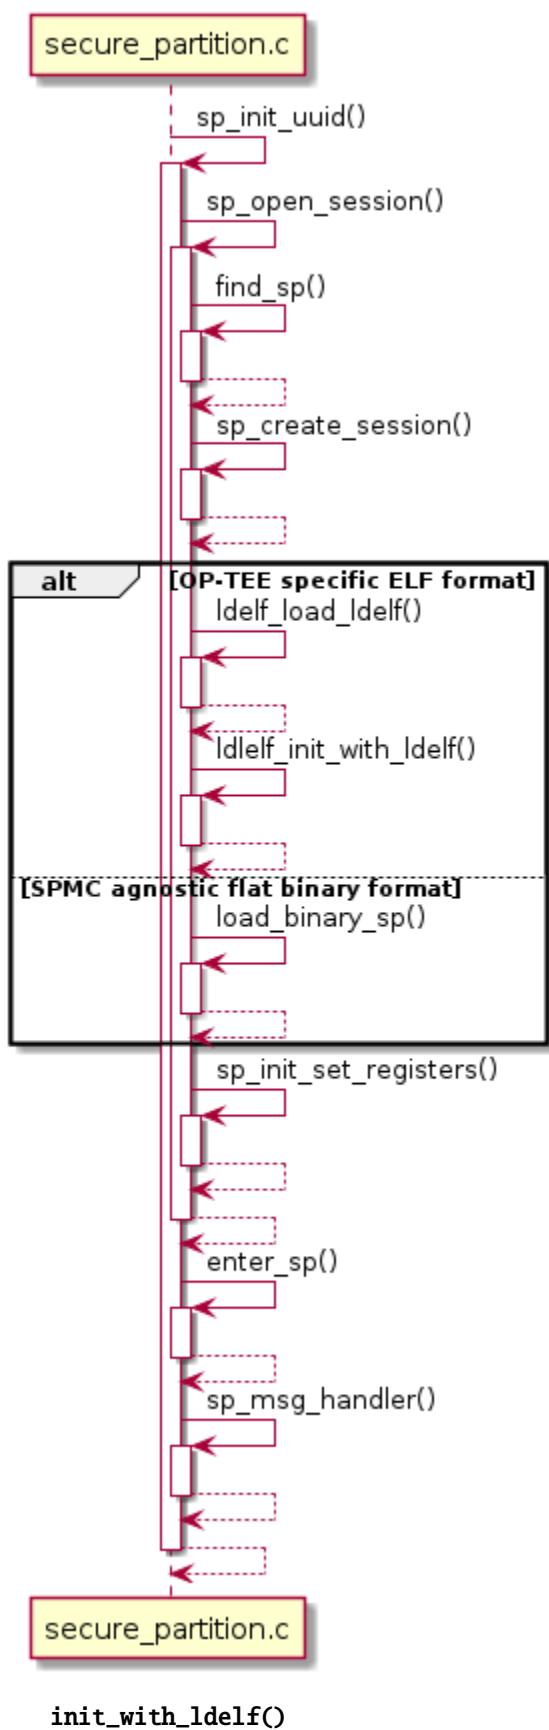 secure_partition.c
sp_init_uuid()
sp_open_session()
find_sp()
sp_create_session()
alt
[OP-TEE specific ELF format]
ldelf_load_ldelf()
ldlelf_init_with_ldelf()
[SPMC agnostic flat binary format]
load_binary_sp()
sp_init_set_registers()
enter_sp()
sp_msg_handler()
secure_partition.c
init_with_ldelf()